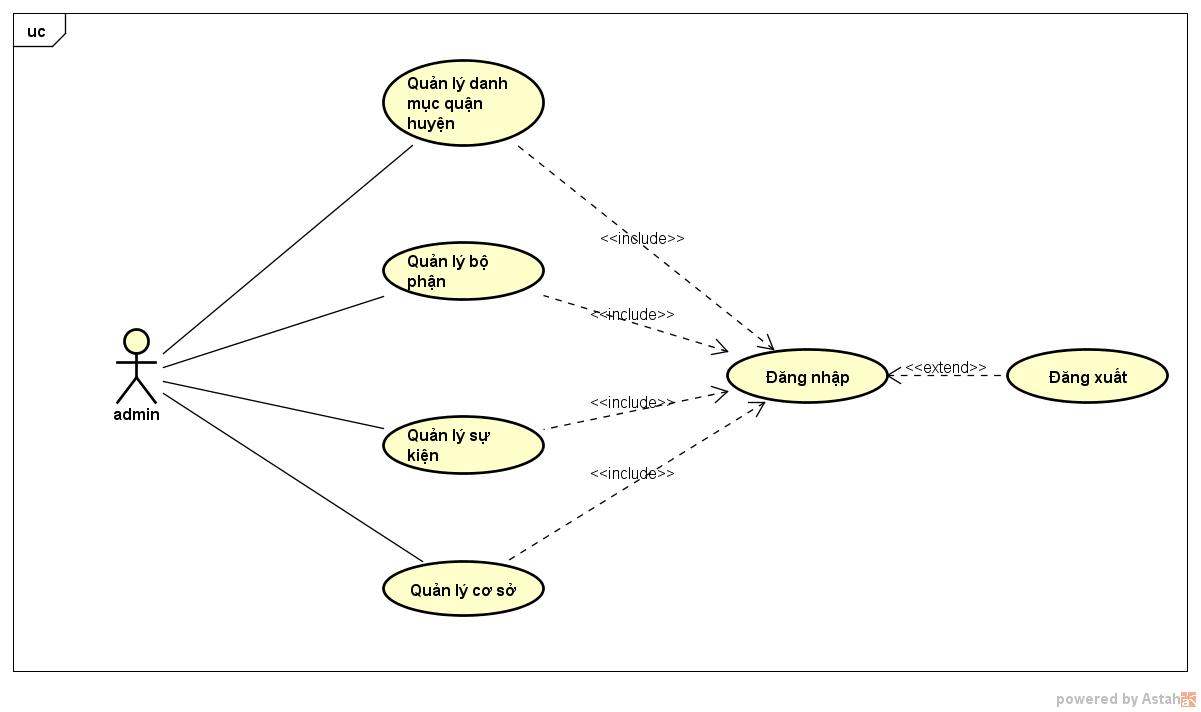 uc
Quản lý danh
mục quận
huyện
<<include>>
Quản lý bộ
phận
<<include>>
admin
Đăng nhập
<<extend>>
Đăng xuất
<<include>>
Quản lý sự
kiện
<<include>>
Quản lý cơ sở
powered by Astah